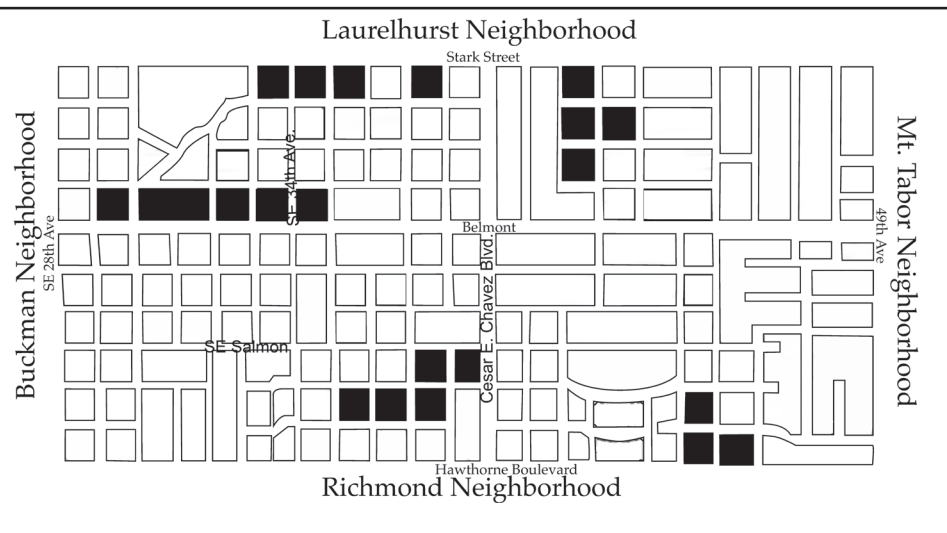 Laurelhurst Neighborhood
Stark Street
Buckman Neighborhood
SE 28th Ave
SE 34th Ave.
Belmont
Cesar E. Chavez Blvd.
49th Ave
Mt. Tabor Neighborhood
SE Salmon
Hawthorne Boulevard
Richmond Neighborhood